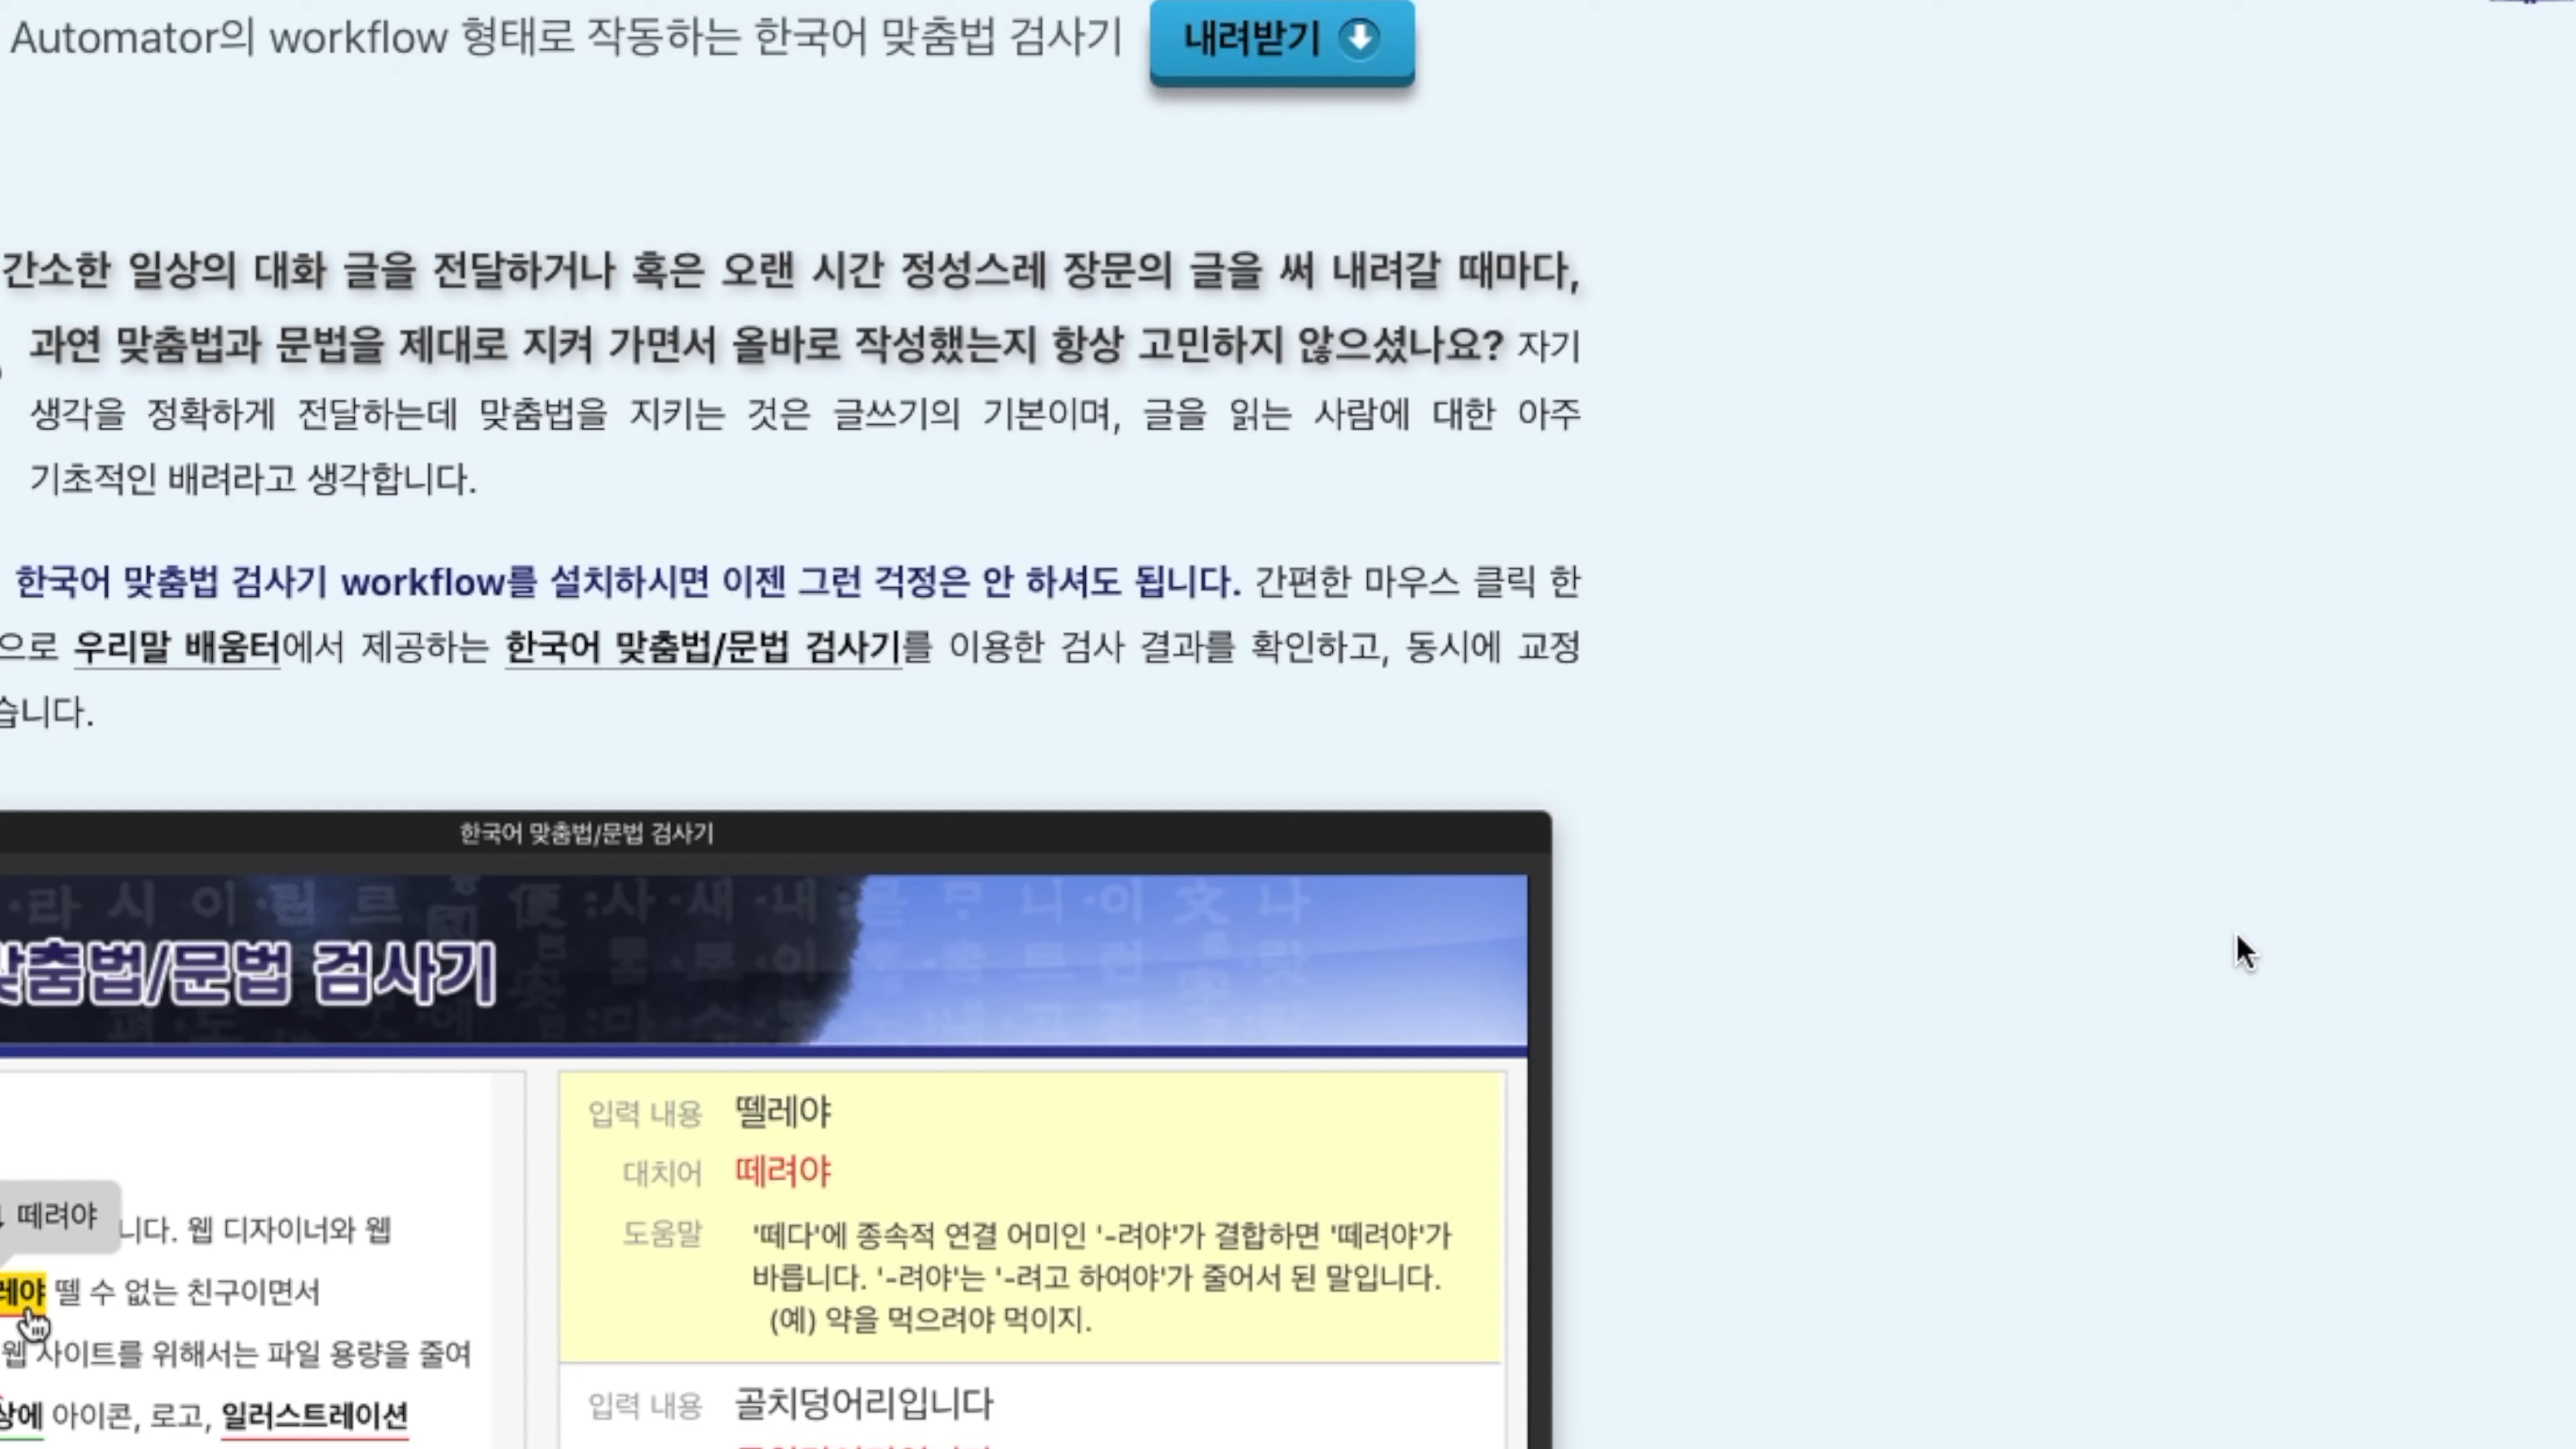 Automator의 workflow 형태로 작동하는 한국어 맞춤법 검사기 내려받기
간소한 일상의 대화 글을 전달하거나 혹은 오랜 시간 정성스레 장문의 글을 써 내려갈 때마다,
과연 맞춤법과 문법을 제대로 지켜 가면서 올바로 작성했는지 항상 고민하지 않으셨나요? 자기
생각을 정확하게 전달하는데 맞춤법을 지키는 것은 글쓰기의 기본이며, 글을 읽는 사람에 대한 아주
기초적인 배려라고 생각합니다.
한국어 맞춤법 검사기 workflow를 설치하시면 이젠 그런 걱정은 안 하셔도 됩니다. 간편한 마우스 클릭 한
으로 우리말 배움터에서 제공하는 한국어 맞춤법/문법 검사기를 이용한 검사 결과를 확인하고, 동시에 교정
습니다.
한국어 맞춤법/문법 검사기
맞춤법/문법 검사기
입력 내용 뗄레야
대치어 떼려야
도움말 '떼다'에 종속적 연결 어미인 '-려야'가 결합하면 '떼려야'가
바릅니다. '-려야'는 '-려고 하여야'가 줄어서 된 말입니다.
(예) 약을 먹으려야 먹이지.
입력 내용 골치덩어리입니다
떼려야
니다. 웹 디자이너와 웹
레야 뗄 수 없는 친구이면서
웹 사이트를 위해서는 파일 용량을 줄여
상에 아이콘, 로고, 일러스트레이션